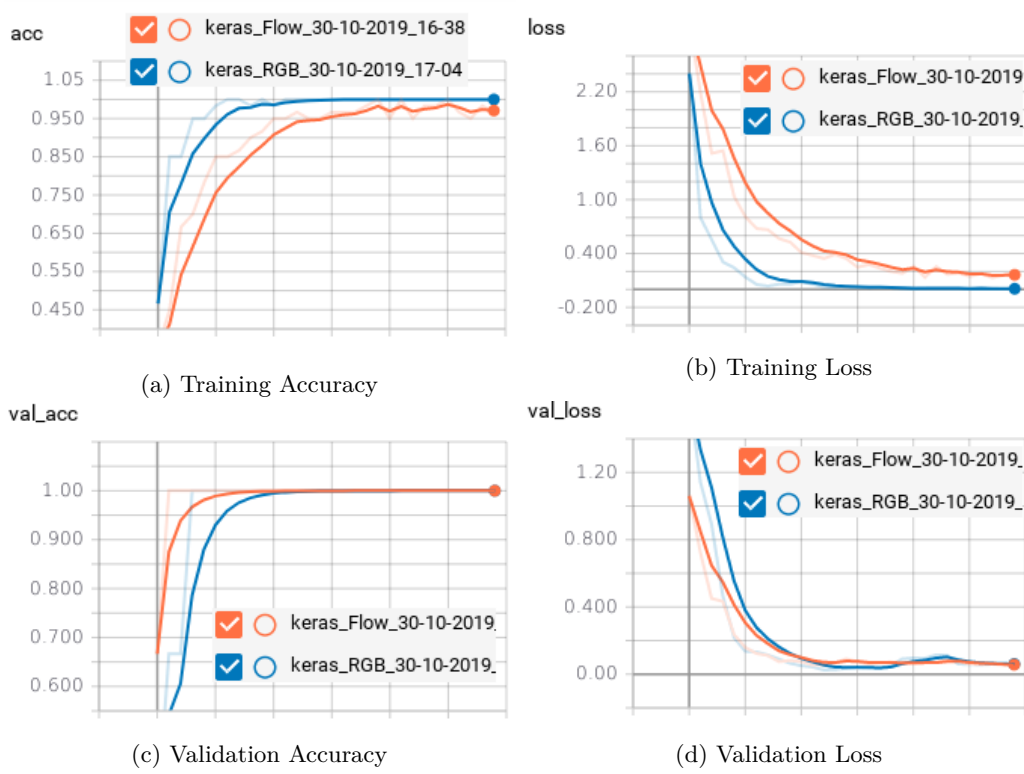 acc
keras_Flow_30-10-2019_16-38
keras_RGB_30-10-2019_17-04
1.05
0.950
0.850
0.750
0.650
0.550
0.450
(a) Training Accuracy
loss
keras_Flow_30-10-2019
keras_RGB_30-10-2019_
2.20
1.60
1.00
0.400
-0.200
(b) Training Loss
val_acc
1.00
0.900
0.800
0.700
0.600
keras_Flow_30-10-2019_
keras_RGB_30-10-2019_
(c) Validation Accuracy
val_loss
keras_Flow_30-10-2019_
keras_RGB_30-10-2019_
1.20
0.800
0.400
0.00
(d) Validation Loss